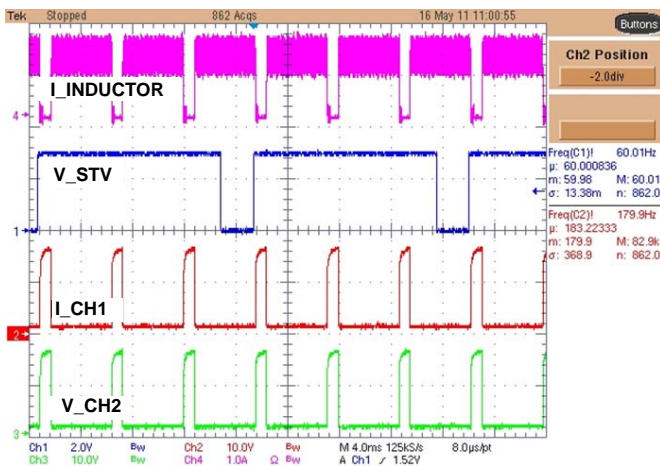 Tek Stopped 862 Acqs 16 May 11 11:00:55
Buttons
Ch2 Position
-2.0div
I_INDUCTOR
4
V_STV
1
Freq(C1)! 60.01Hz
µ: 60.000836
m: 59.98 M: 60.01
σ: 13.38m n: 862.0
Freq(C2)! 179.9Hz
µ: 183.22333
m: 179.9 M: 82.9k
σ: 368.9 n: 862.0
I_CH1
2
V_CH2
3
Ch1 2.0V Bw Ch2 10.0V Bw M 4.0ms 125kS/s 8.0µs/pt
Ch3 10.0V Bw Ch4 1.0A Ω Bw A Ch1 / 1.52V